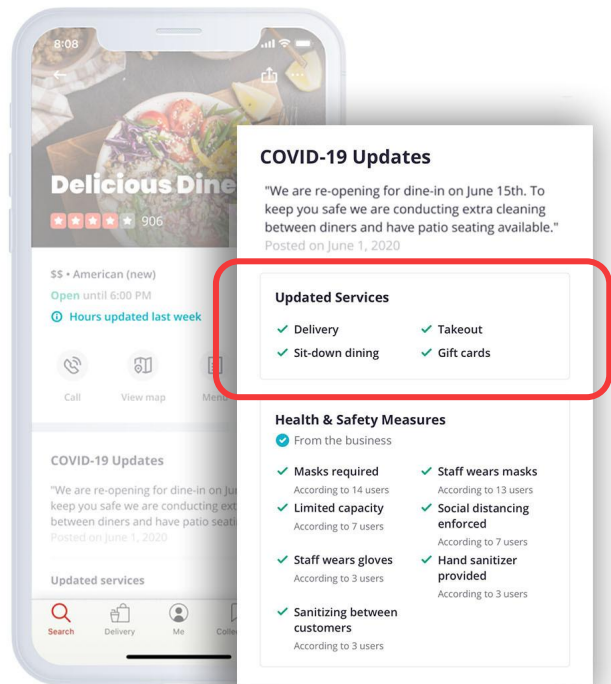 8:08
Delicious Dine
906
$$ • American (new)
Open until 6:00 PM
Hours updated last week
Call
View map
Menu
COVID-19 Updates
"We are re-opening for dine-in on Ju
keep you safe we are conducting ext
between diners and have patio seati
Posted on June 1, 2020
Updated services
Search
Delivery
Me
Colle
COVID-19 Updates
"We are re-opening for dine-in on June 15th. To
keep you safe we are conducting extra cleaning
between diners and have patio seating available."
Posted on June 1, 2020
Updated Services
Delivery
Takeout
Sit-down dining
Gift cards
Health & Safety Measures
From the business
Masks required
According to 14 users
Staff wears masks
According to 13 users
Limited capacity
According to 7 users
Social distancing
enforced
According to 7 users
Staff wears gloves
According to 3 users
Hand sanitizer
provided
According to 3 users
Sanitizing between
customers
According to 3 users